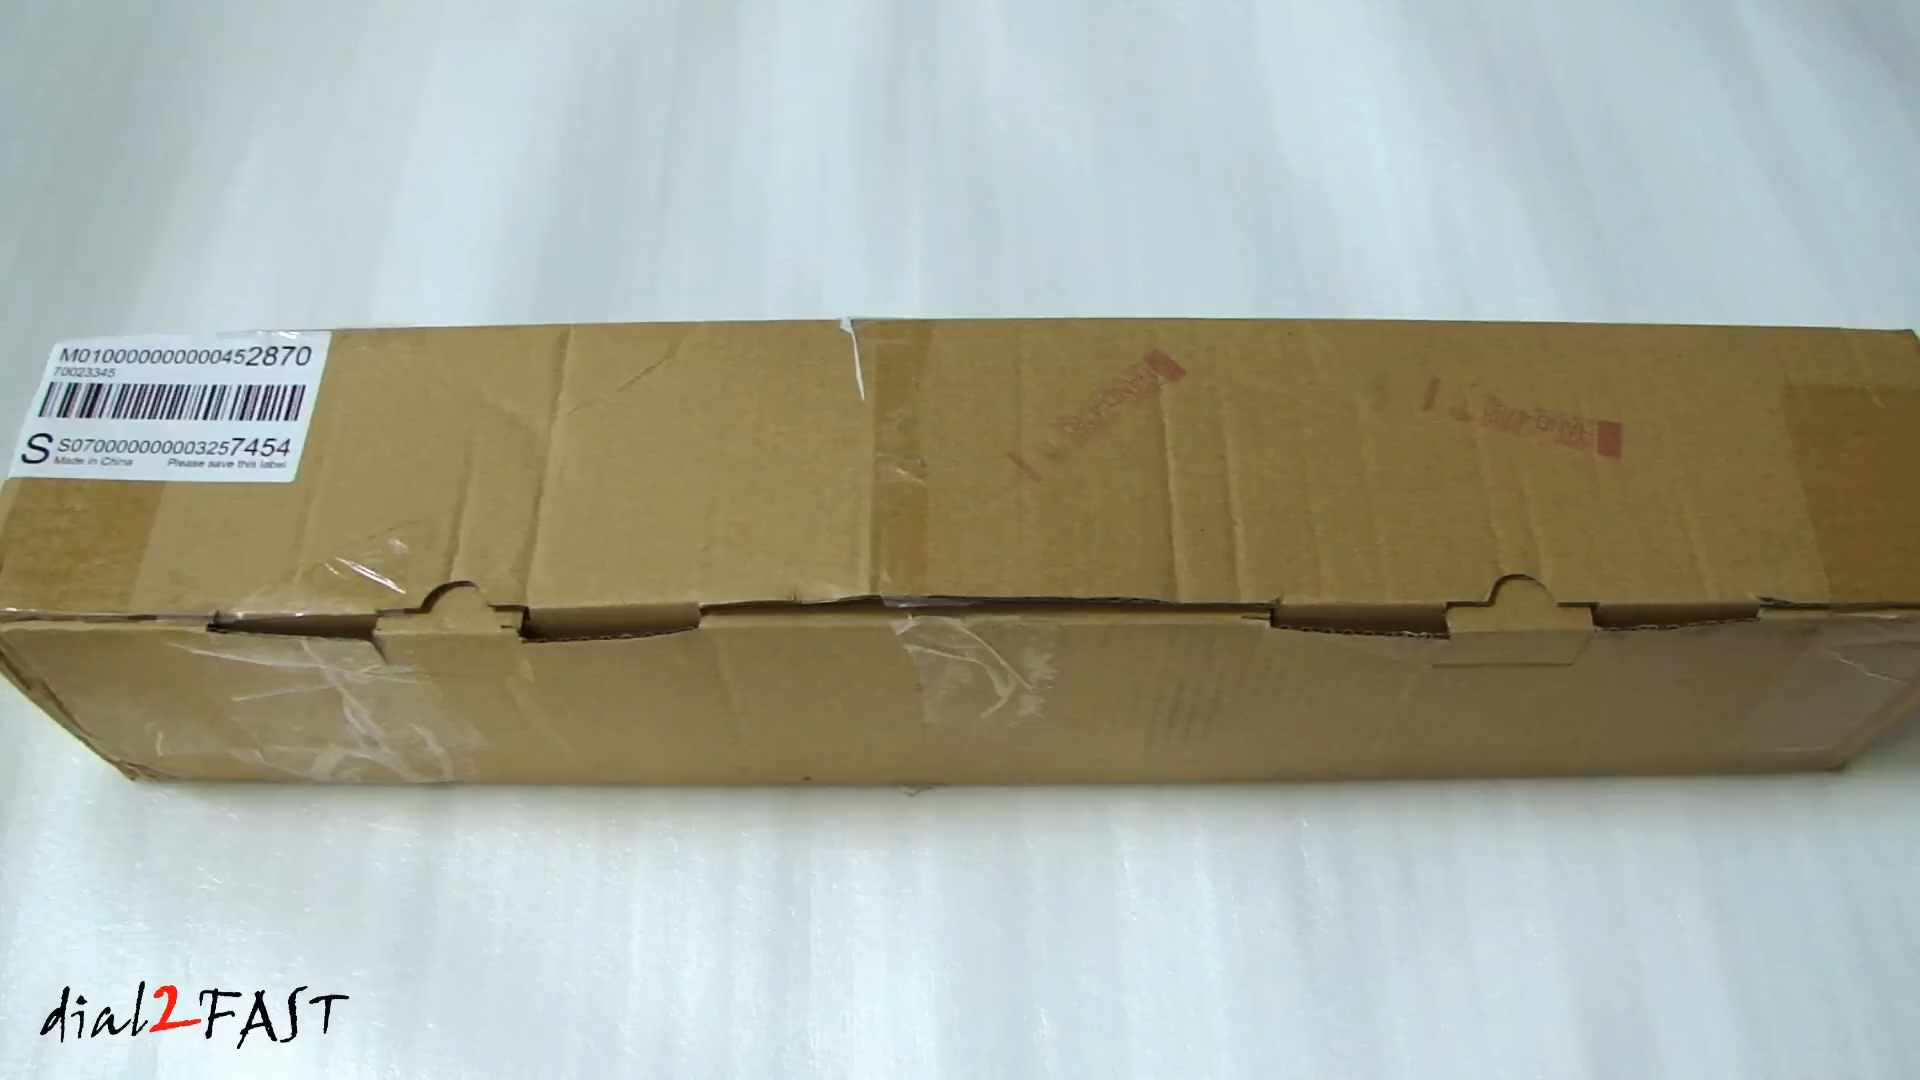 M010000000000452870
70023345
S S070000000003257454
Made in China Please save this label
dial2FAST